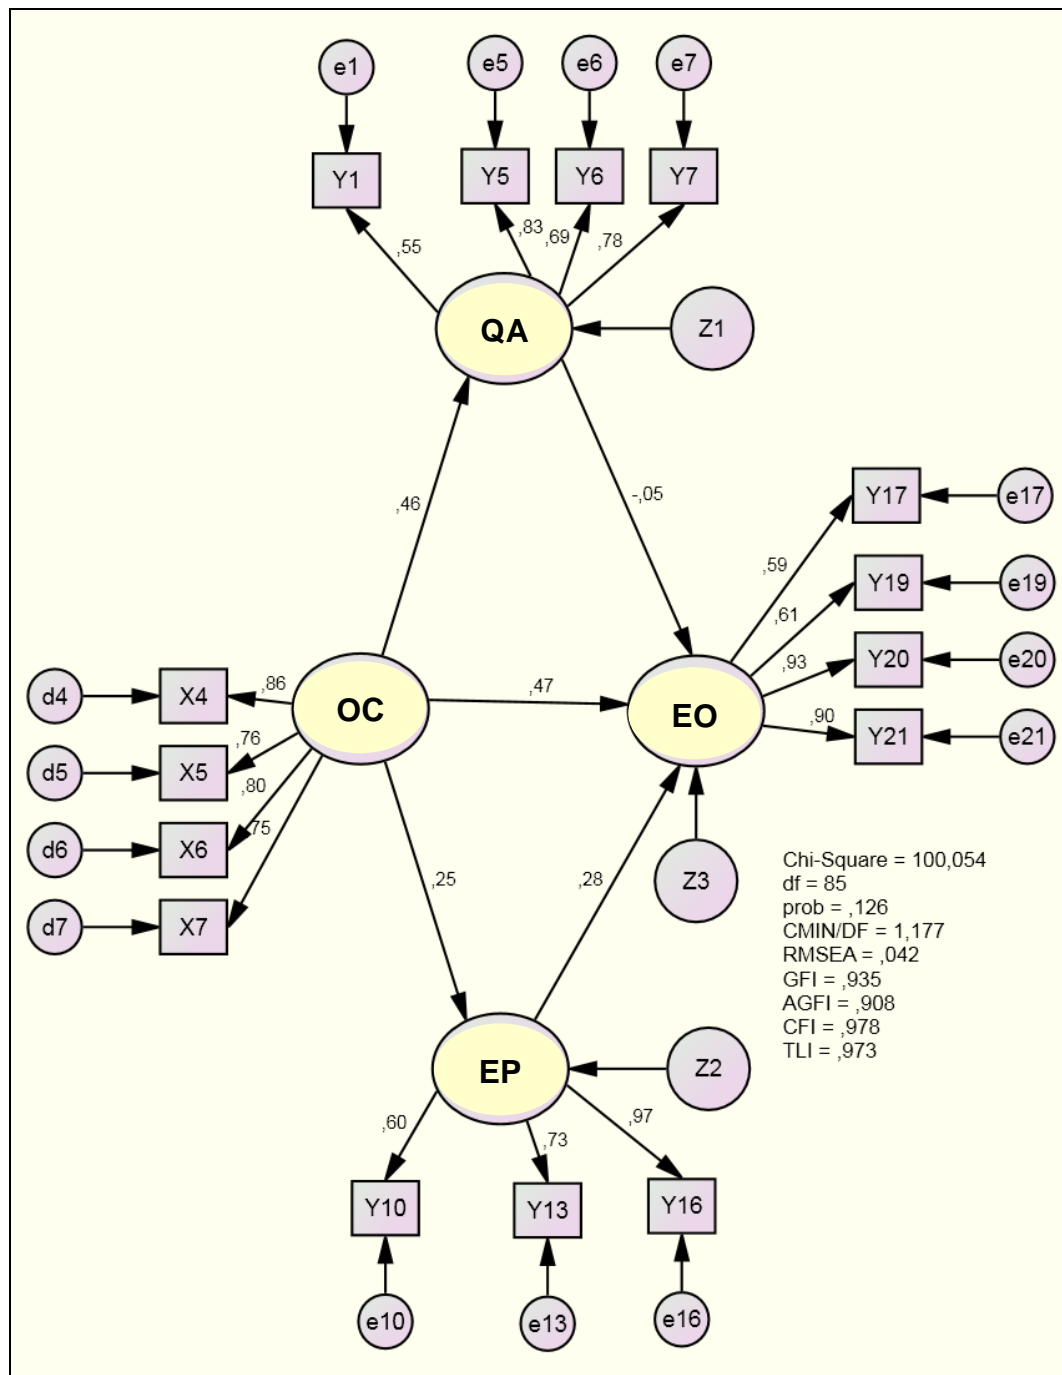 e1 e5 e6 e7
Y1 Y5 Y6 Y7
,55 ,83 ,69 ,78
QA Z1
,46 -,05
Y17 e17
,59
Y19 e19
,61
Y20 e20
,93
Y21 e21
,90
d4 X4 ,86
OC ,47 EO
d5 X5 ,76
d6 X6 ,80
d7 X7 ,75
,25 ,28 Z3
Chi-Square = 100,054
df = 85
prob = ,126
CMIN/DF = 1,177
RMSEA = ,042
GFI = ,935
AGFI = ,908
CFI = ,978
TLI = ,973
EP Z2
,60 ,73 ,97
Y10 Y13 Y16
e10 e13 e16